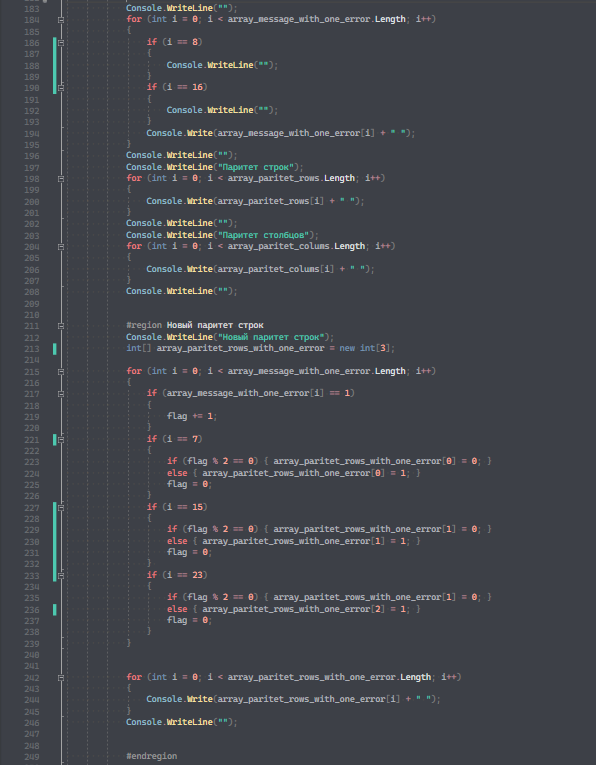 183 Console.WriteLine("");
184 for (int i = 0; i < array_message_with_one_error.Length; i++)
185 {
186 if (i == 8)
187 {
188 Console.WriteLine("");
189 }
190 if (i == 16)
191 {
192 Console.WriteLine("");
193 }
194 Console.Write(array_message_with_one_error[i] + " ");
195 }
196 Console.WriteLine("");
197 Console.WriteLine("Паритет строк");
198 for (int i = 0; i < array_paritet_rows.Length; i++)
199 {
200 Console.Write(array_paritet_rows[i] + " ");
201 }
202 Console.WriteLine("");
203 Console.WriteLine("Паритет столбцов");
204 for (int i = 0; i < array_paritet_colums.Length; i++)
205 {
206 Console.Write(array_paritet_colums[i] + " ");
207 }
208 Console.WriteLine("");
209
210
211 #region Новый паритет строк
212 Console.WriteLine("Новый паритет строк");
213 int[] array_paritet_rows_with_one_error = new int[3];
214
215 for (int i = 0; i < array_message_with_one_error.Length; i++)
216 {
217 if (array_message_with_one_error[i] == 1)
218 {
219 flag += 1;
220 }
221 if (i == 7)
222 {
223 if (flag % 2 == 0) { array_paritet_rows_with_one_error[0] = 0; }
224 else { array_paritet_rows_with_one_error[0] = 1; }
225 flag = 0;
226 }
227 if (i == 15)
228 {
229 if (flag % 2 == 0) { array_paritet_rows_with_one_error[1] = 0; }
230 else { array_paritet_rows_with_one_error[1] = 1; }
231 flag = 0;
232 }
233 if (i == 23)
234 {
235 if (flag % 2 == 0) { array_paritet_rows_with_one_error[1] = 0; }
236 else { array_paritet_rows_with_one_error[2] = 1; }
237 flag = 0;
238 }
239 }
240
241
242 for (int i = 0; i < array_paritet_rows_with_one_error.Length; i++)
243 {
244 Console.Write(array_paritet_rows_with_one_error[i] + " ");
245 }
246 Console.WriteLine("");
247
248
249 #endregion